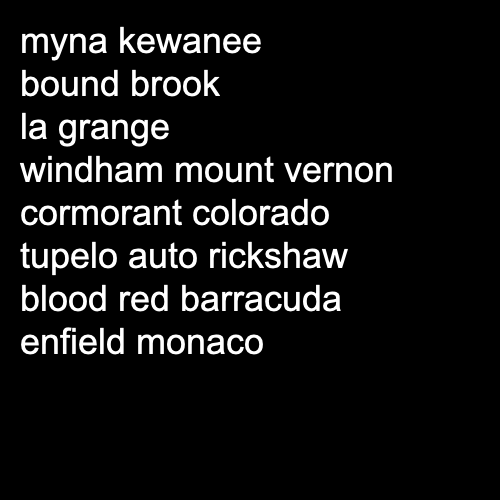 myna kewanee
bound brook
la grange
windham mount vernon
cormorant colorado
tupelo auto rickshaw
blood red barracuda
enfield monaco